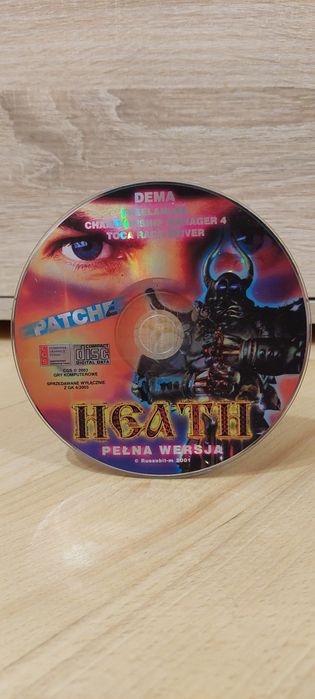 DEMA
FREELANCER
CHAMPIONSHIP MANAGER 4
TOCA RACE DRIVER
PATCHE
COMPACT
disc
DIGITAL DATA
CGS © 2003
GRY KOMPUTEROWE
SPRZEDAWANE WYŁĄCZNIE
Z GK 4/2003
HEATH
PEŁNA WERSJA
© Russobit-m 2001